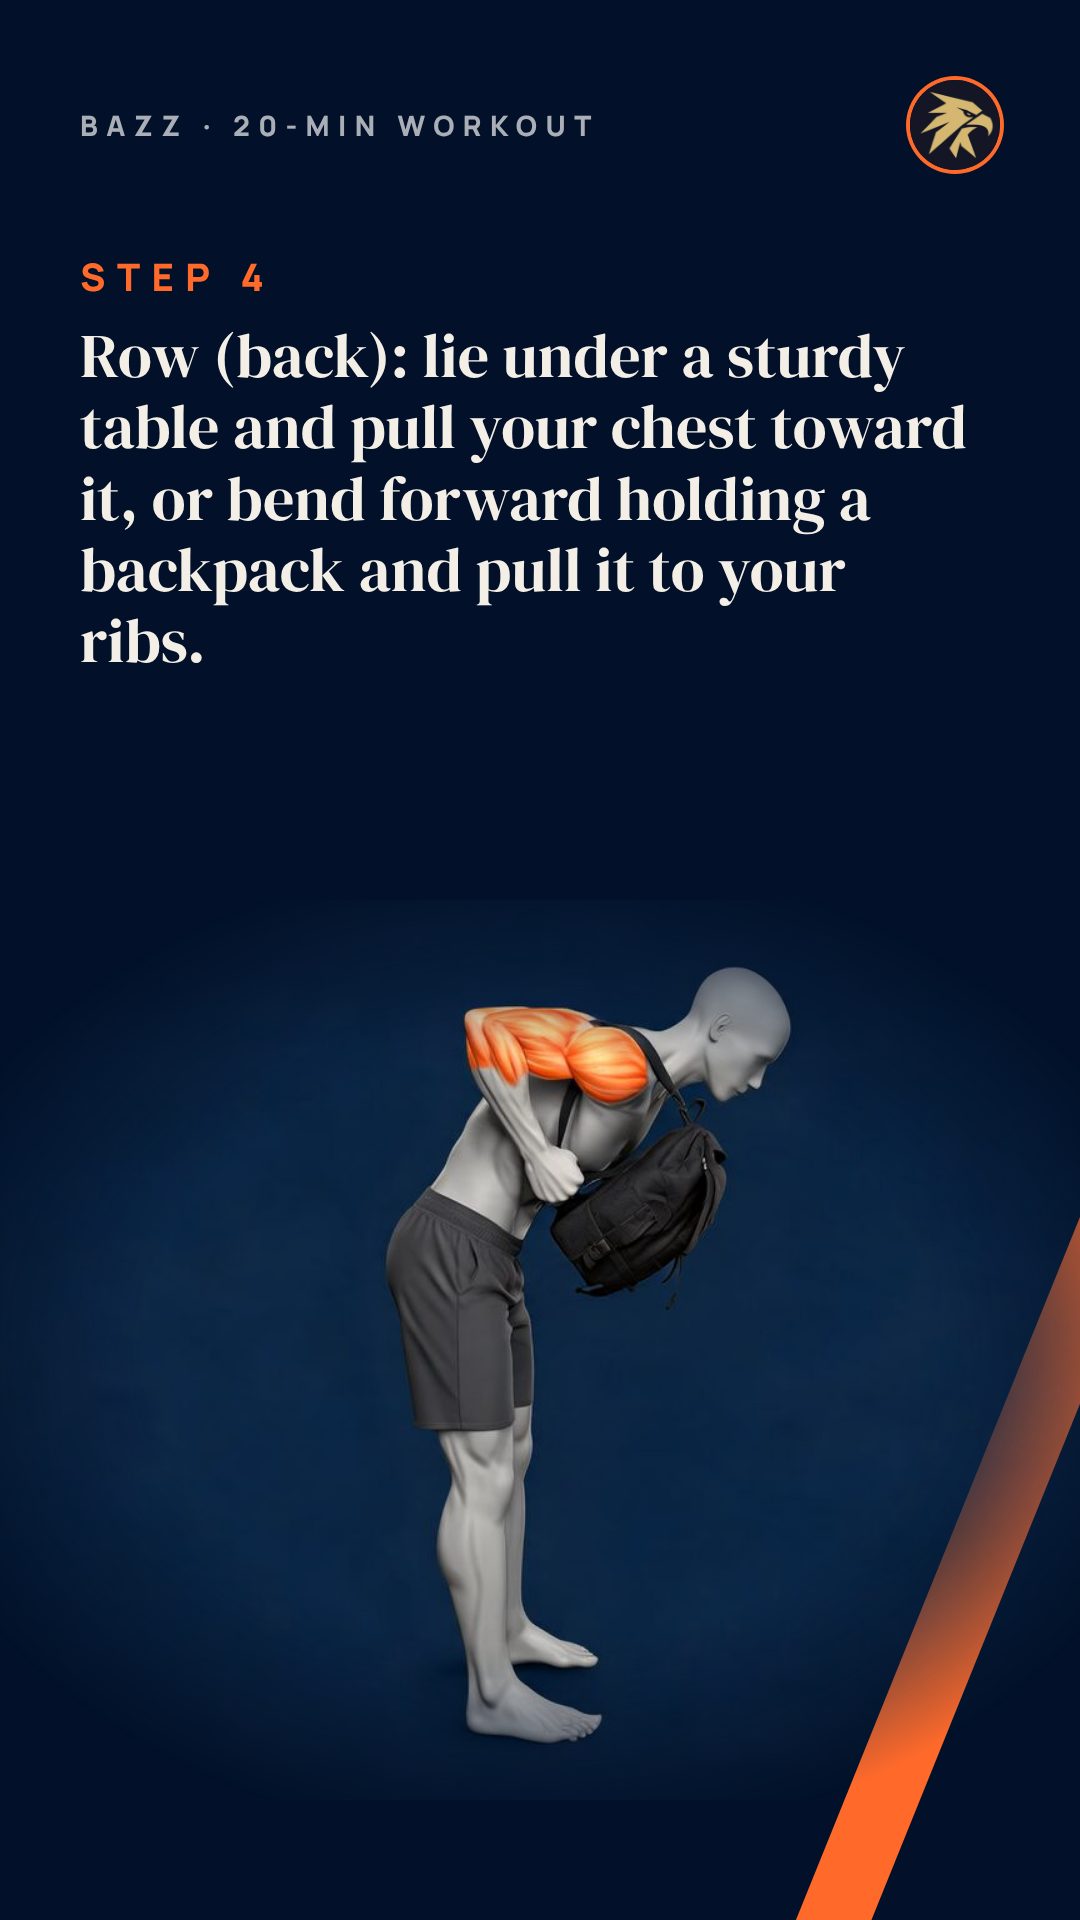 BAZZ · 20-MIN WORKOUT
STEP 4
Row (back): lie under a sturdy
table and pull your chest toward
it, or bend forward holding a
backpack and pull it to your
ribs.